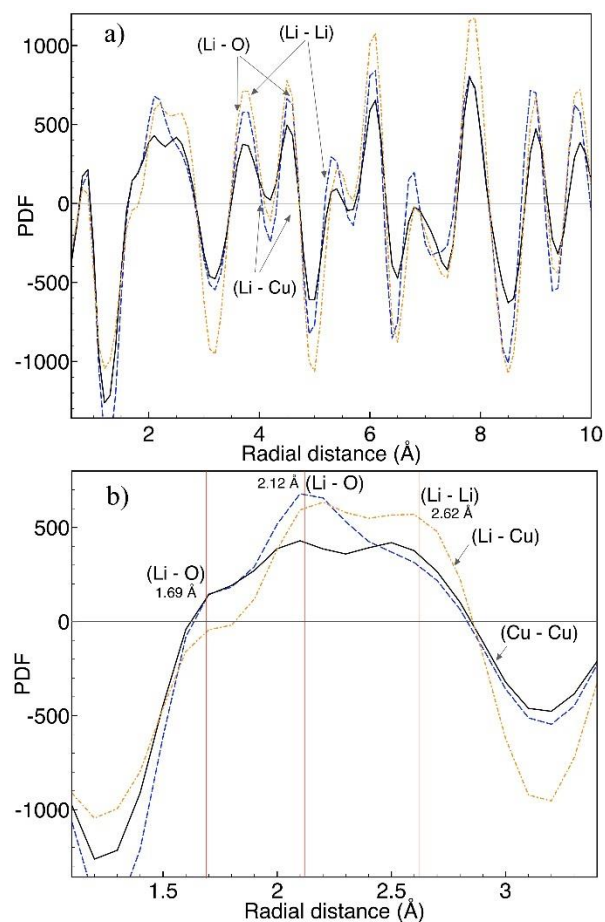 a)
(Li - O)
(Li - Li)
(Li - Cu)
PDF
1000
500
0
-500
-1000
2
4
6
8
10
Radial distance (Å)
b)
2.12 Å (Li - O)
(Li - Li)
2.62 Å
(Li - Cu)
(Li - O)
1.69 Å
(Cu - Cu)
PDF
500
0
-500
-1000
1.5
2
2.5
3
Radial distance (Å)